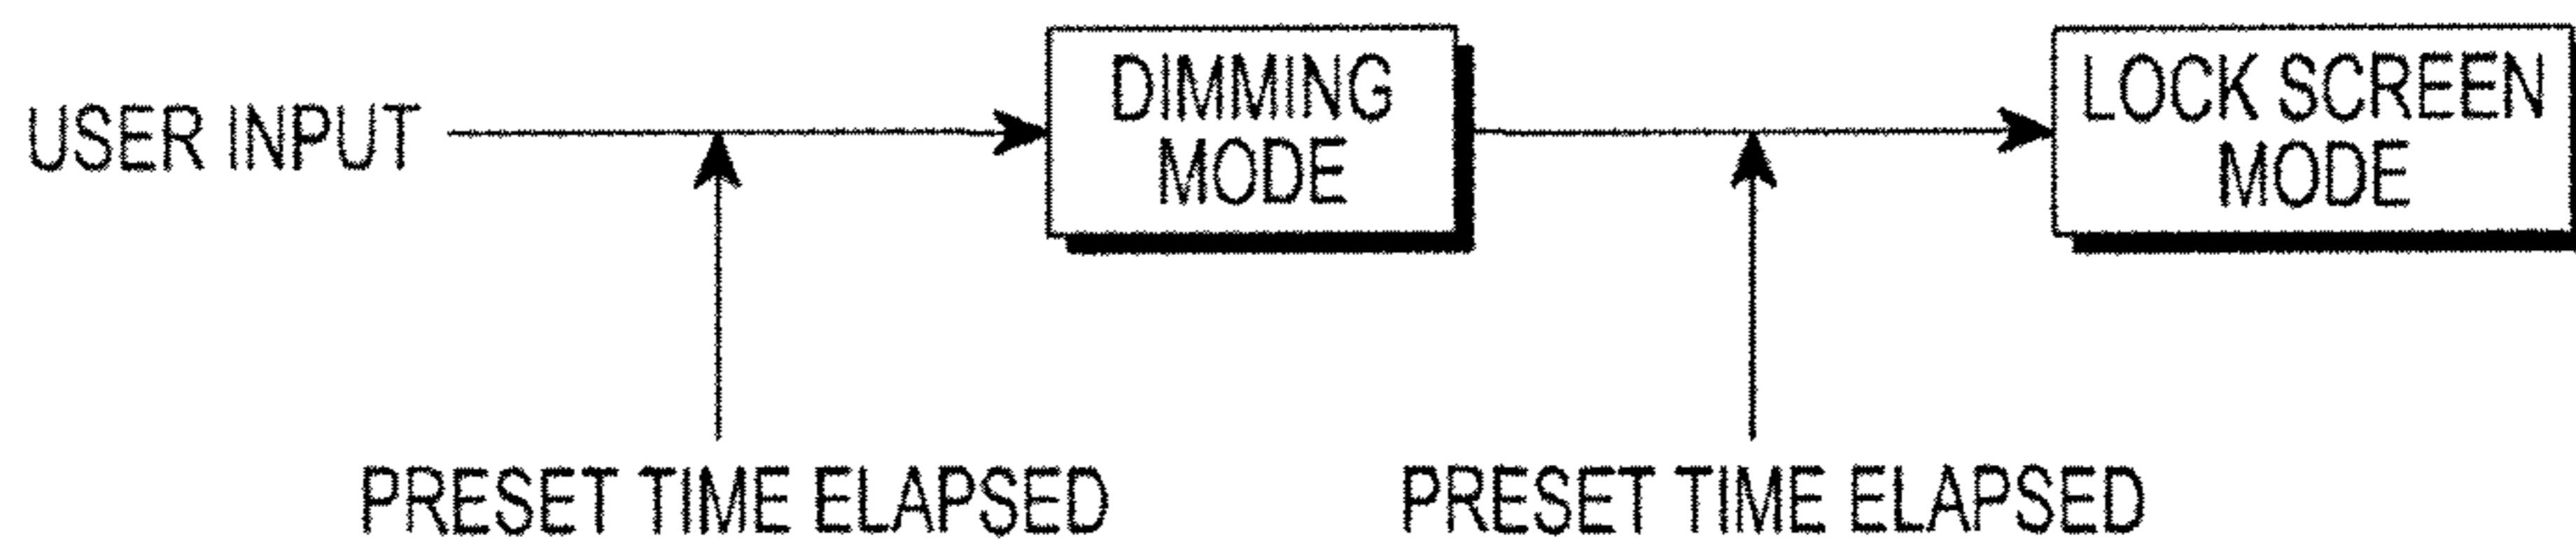 USER INPUT
DIMMING
MODE
LOCK SCREEN
MODE
PRESET TIME ELAPSED
PRESET TIME ELAPSED